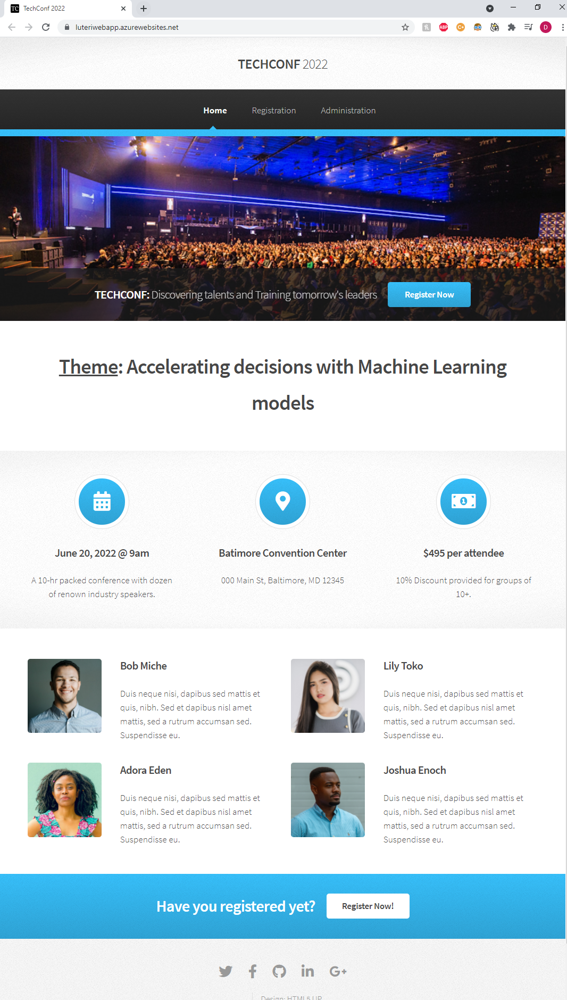 TechConf 2022
luteriwebapp.azurewebsites.net
ABP
C+
D
TECHCONF 2022
Home Registration Administration
TECHCONF: Discovering talents and Training tomorrow's leaders Register Now
Theme: Accelerating decisions with Machine Learning
models
June 20, 2022 @ 9am
A 10-hr packed conference with dozen
of renown industry speakers.
Batimore Convention Center
000 Main St, Baltimore, MD 12345
$495 per attendee
10% Discount provided for groups of
10+.
Bob Miche
Duis neque nisi, dapibus sed mattis et
quis, nibh. Sed et dapibus nisl amet
mattis, sed a rutrum accumsan sed.
Suspendisse eu.
Lily Toko
Duis neque nisi, dapibus sed mattis et
quis, nibh. Sed et dapibus nisl amet
mattis, sed a rutrum accumsan sed.
Suspendisse eu.
Adora Eden
Duis neque nisi, dapibus sed mattis et
quis, nibh. Sed et dapibus nisl amet
mattis, sed a rutrum accumsan sed.
Suspendisse eu.
Joshua Enoch
Duis neque nisi, dapibus sed mattis et
quis, nibh. Sed et dapibus nisl amet
mattis, sed a rutrum accumsan sed.
Suspendisse eu.
Have you registered yet? Register Now!
Design: HTML5 UP